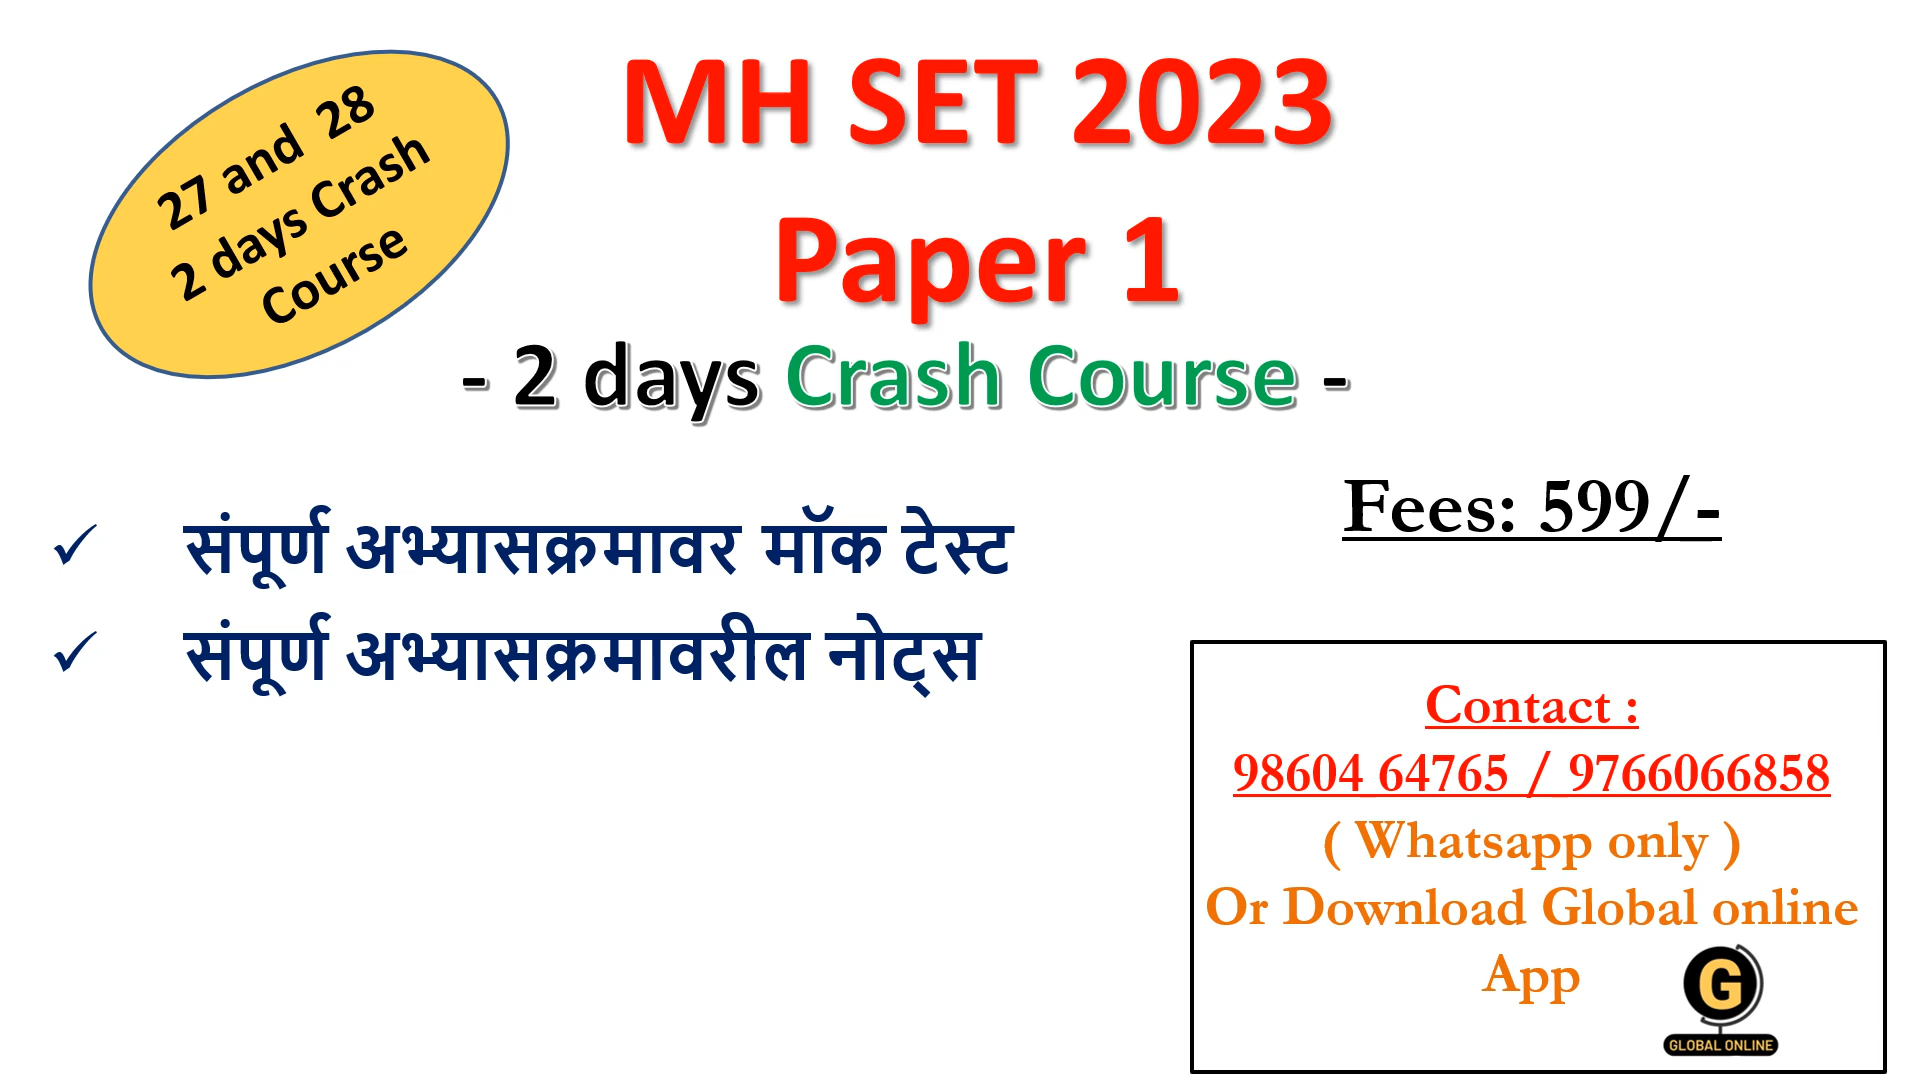 27 and 28
2 days Crash
Course
MH SET 2023
Paper 1
- 2 days Crash Course -
✓ संपूर्ण अभ्यासक्रमावर मॉक टेस्ट
✓ संपूर्ण अभ्यासक्रमावरील नोट्स
Fees: 599/-
Contact :
98604 64765 / 9766066858
( Whatsapp only )
Or Download Global online
App
G
GLOBAL ONLINE